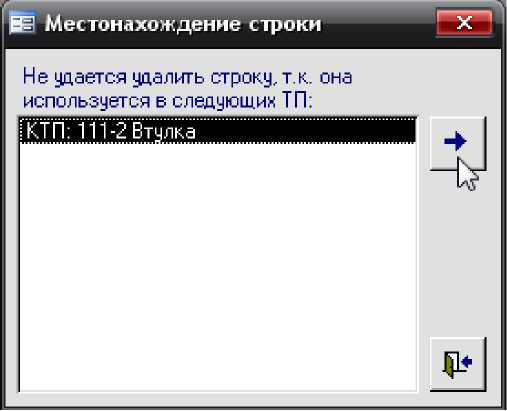 Местонахождение строки
Не удается удалить строку, т.к. она
используется в следующих ТП:
КТП: 111-2 Втулка